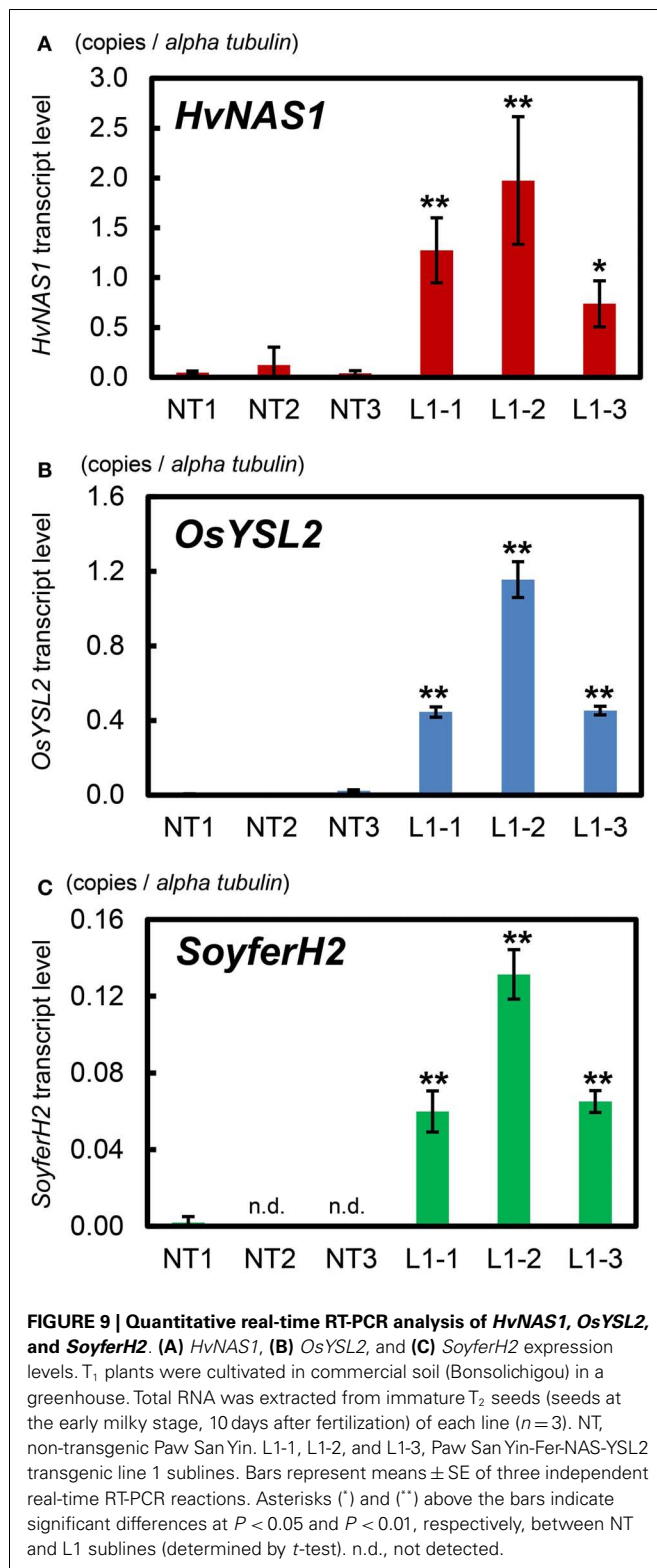 A (copies / alpha tubulin)
HvNAS1 transcript level
3.0
2.5
2.0
1.5
1.0
0.5
0.0
HvNAS1
** ** *
NT1 NT2 NT3 L1-1 L1-2 L1-3
B (copies / alpha tubulin)
OsYSL2 transcript level
1.6
1.2
0.8
0.4
0.0
OsYSL2
** ** **
NT1 NT2 NT3 L1-1 L1-2 L1-3
C (copies / alpha tubulin)
SoyferH2 transcript level
0.16
0.12
0.08
0.04
0.00
SoyferH2
** ** **
n.d. n.d.
NT1 NT2 NT3 L1-1 L1-2 L1-3
FIGURE 9 | Quantitative real-time RT-PCR analysis of HvNAS1, OsYSL2,
and SoyferH2. (A) HvNAS1, (B) OsYSL2, and (C) SoyferH2 expression
levels. T₁ plants were cultivated in commercial soil (Bonsolichigou) in a
greenhouse. Total RNA was extracted from immature T₂ seeds (seeds at
the early milky stage, 10 days after fertilization) of each line (n = 3). NT,
non-transgenic Paw San Yin. L1-1, L1-2, and L1-3, Paw San Yin-Fer-NAS-YSL2
transgenic line 1 sublines. Bars represent means ± SE of three independent
real-time RT-PCR reactions. Asterisks (*) and (**) above the bars indicate
significant differences at P < 0.05 and P < 0.01, respectively, between NT
and L1 sublines (determined by t-test). n.d., not detected.